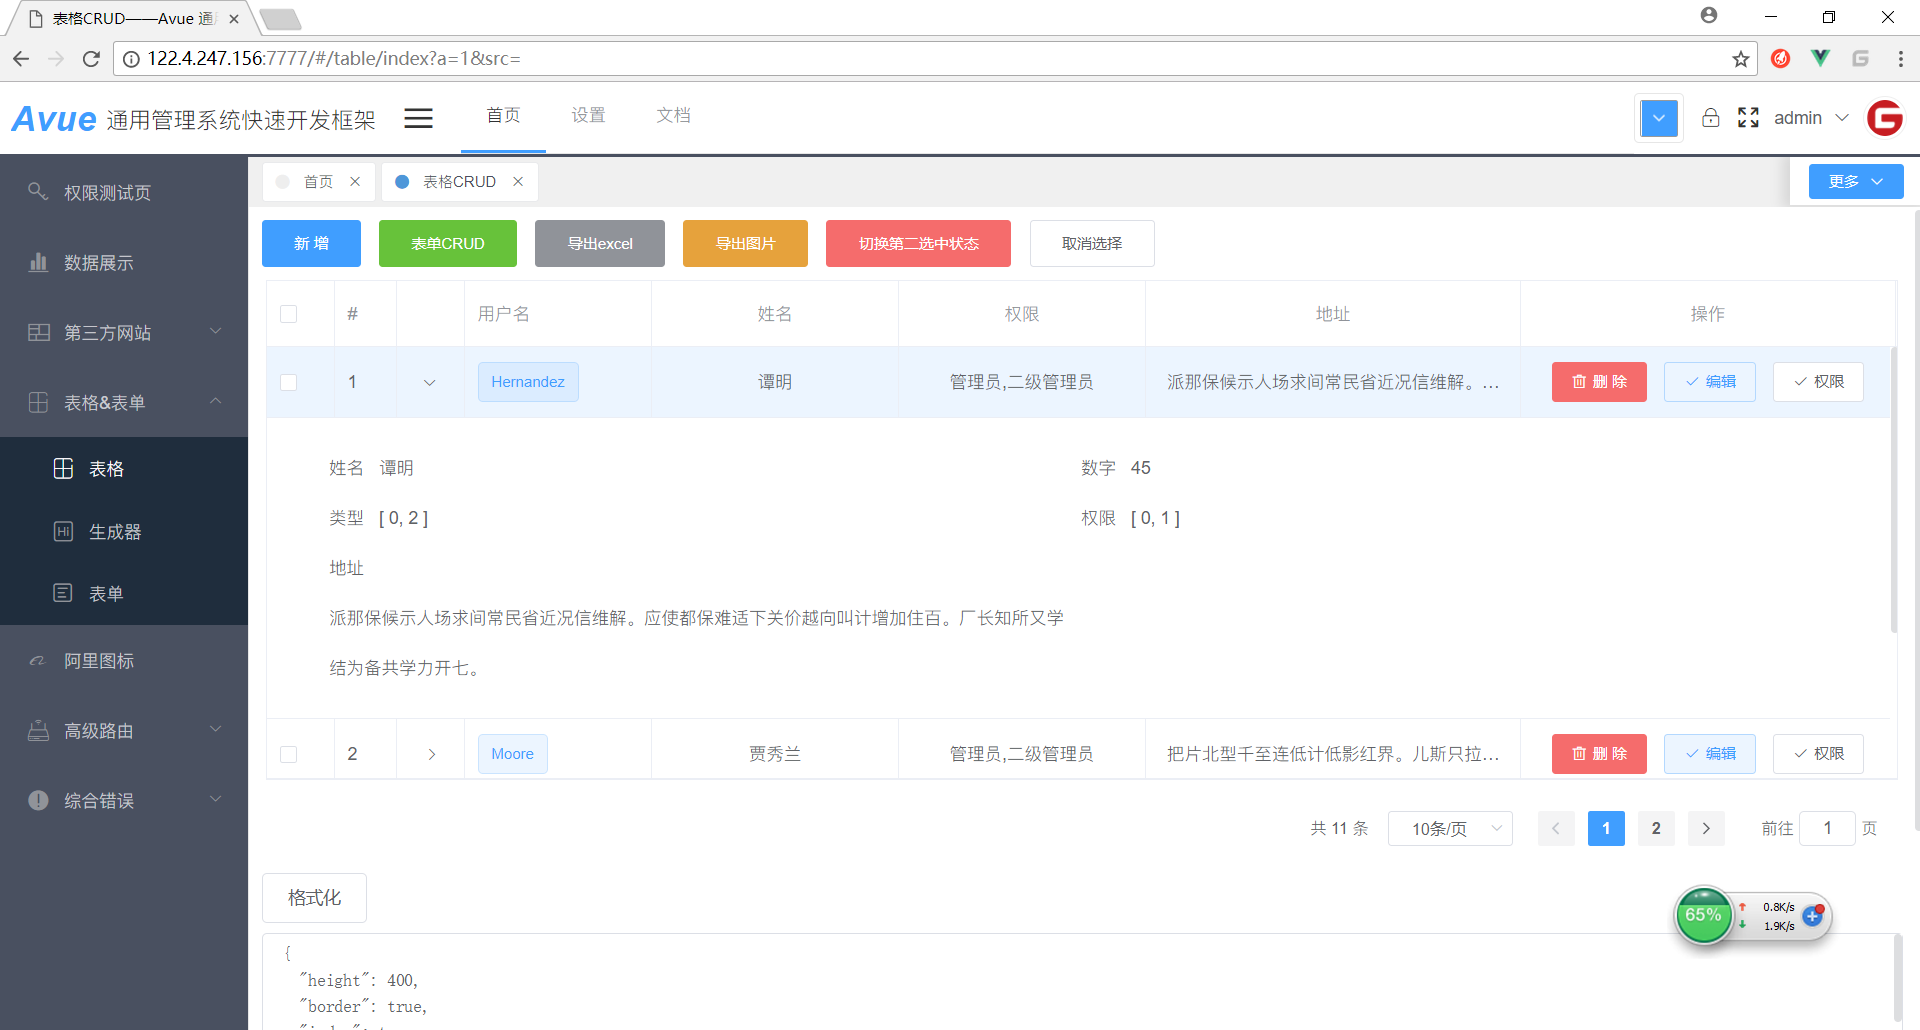 表格CRUD——Avue 通
122.4.247.156:7777/#/table/index?a=1&src=
Avue 通用管理系统快速开发框架
首页 设置 文档
admin
权限测试页
数据展示
第三方网站
表格&表单
表格
生成器
表单
阿里图标
高级路由
综合错误
首页 表格CRUD 更多
新 增 表单CRUD 导出excel 导出图片 切换第二选中状态 取消选择
# 用户名 姓名 权限 地址 操作
1 Hernandez 谭明 管理员,二级管理员 派那保候示人场求间常民省近况信维解。... 删 除 编辑 权限
姓名 谭明 数字 45
类型 [ 0, 2 ] 权限 [ 0, 1 ]
地址
派那保候示人场求间常民省近况信维解。应使都保难适下关价越向叫计增加住百。厂长知所又学
结为备共学力开七。
2 Moore 贾秀兰 管理员,二级管理员 把片北型千至连低计低影红界。儿斯只拉... 删 除 编辑 权限
共 11 条 10条/页 1 2 前往 1 页
格式化
65% 0.8K/s
1.9K/s
{
"height": 400,
"border": true,